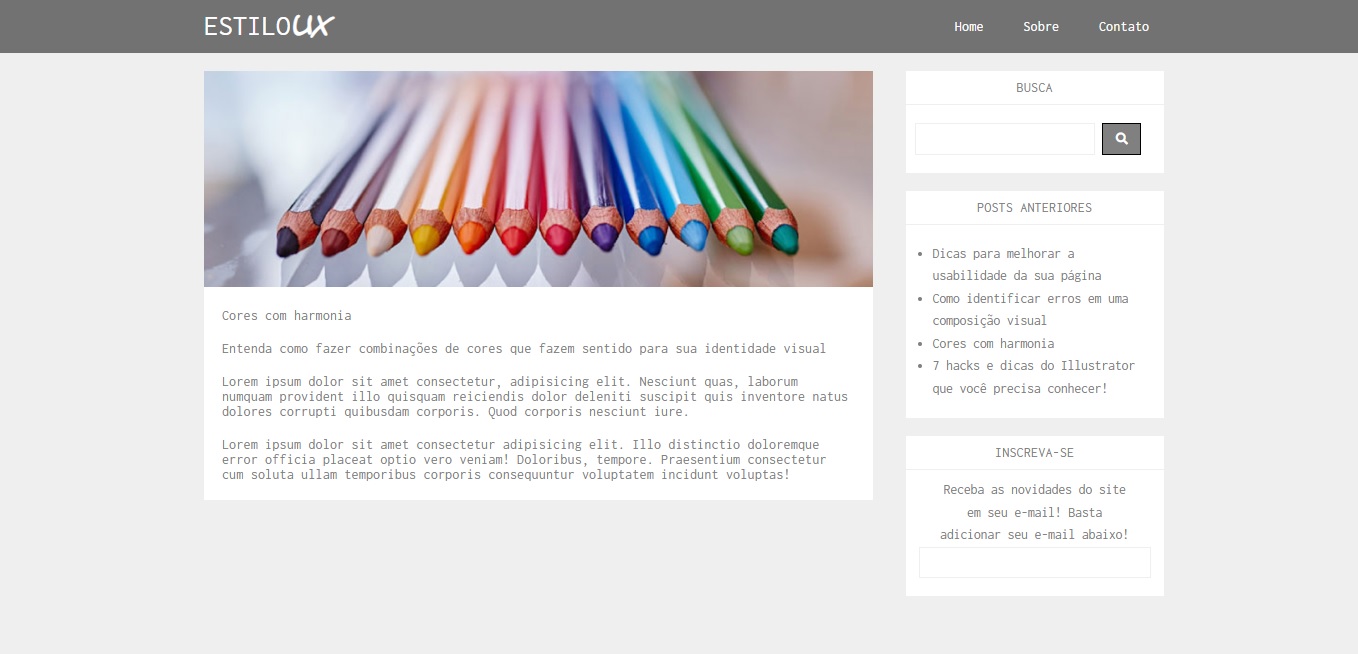 ESTILOUX
Home Sobre Contato
Cores com harmonia
Entenda como fazer combinações de cores que fazem sentido para sua identidade visual
Lorem ipsum dolor sit amet consectetur, adipisicing elit. Nesciunt quas, laborum
numquam provident illo quisquam reiciendis dolor deleniti suscipit quis inventore natus
dolores corrupti quibusdam corporis. Quod corporis nesciunt iure.
Lorem ipsum dolor sit amet consectetur adipisicing elit. Illo distinctio doloremque
error officia placeat optio vero veniam! Doloribus, tempore. Praesentium consectetur
cum soluta ullam temporibus corporis consequuntur voluptatem incidunt voluptas!
BUSCA
POSTS ANTERIORES
Dicas para melhorar a
usabilidade da sua página
Como identificar erros em uma
composição visual
Cores com harmonia
7 hacks e dicas do Illustrator
que você precisa conhecer!
INSCREVA-SE
Receba as novidades do site
em seu e-mail! Basta
adicionar seu e-mail abaixo!